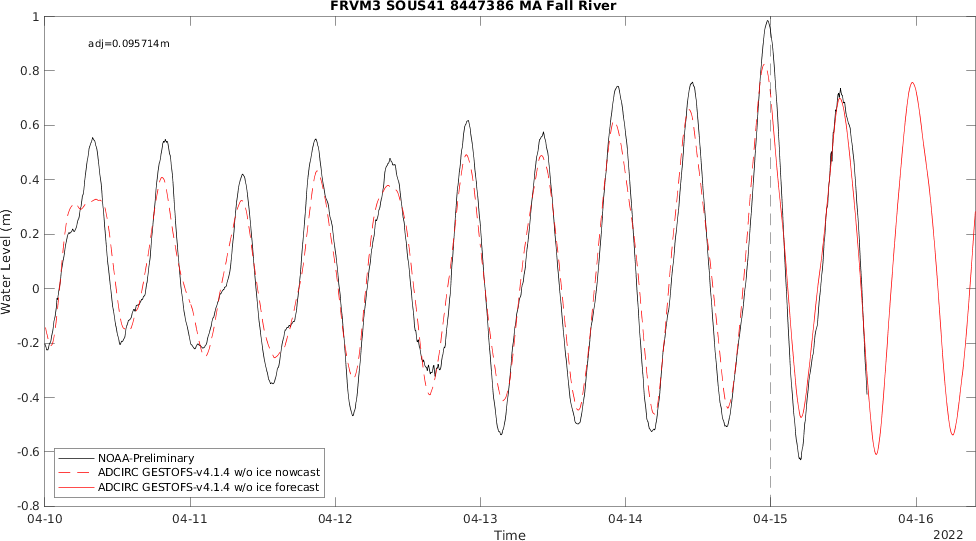 FRVM3 SOUS41 8447386 MA Fall River
adj=0.095714m
1
0.8
0.6
0.4
0.2
0
-0.2
-0.4
-0.6
-0.8
Water Level (m)
NOAA-Preliminary
ADCIRC GESTOFS-v4.1.4 w/o ice nowcast
ADCIRC GESTOFS-v4.1.4 w/o ice forecast
04-10 04-11 04-12 04-13 04-14 04-15 04-16
Time
2022